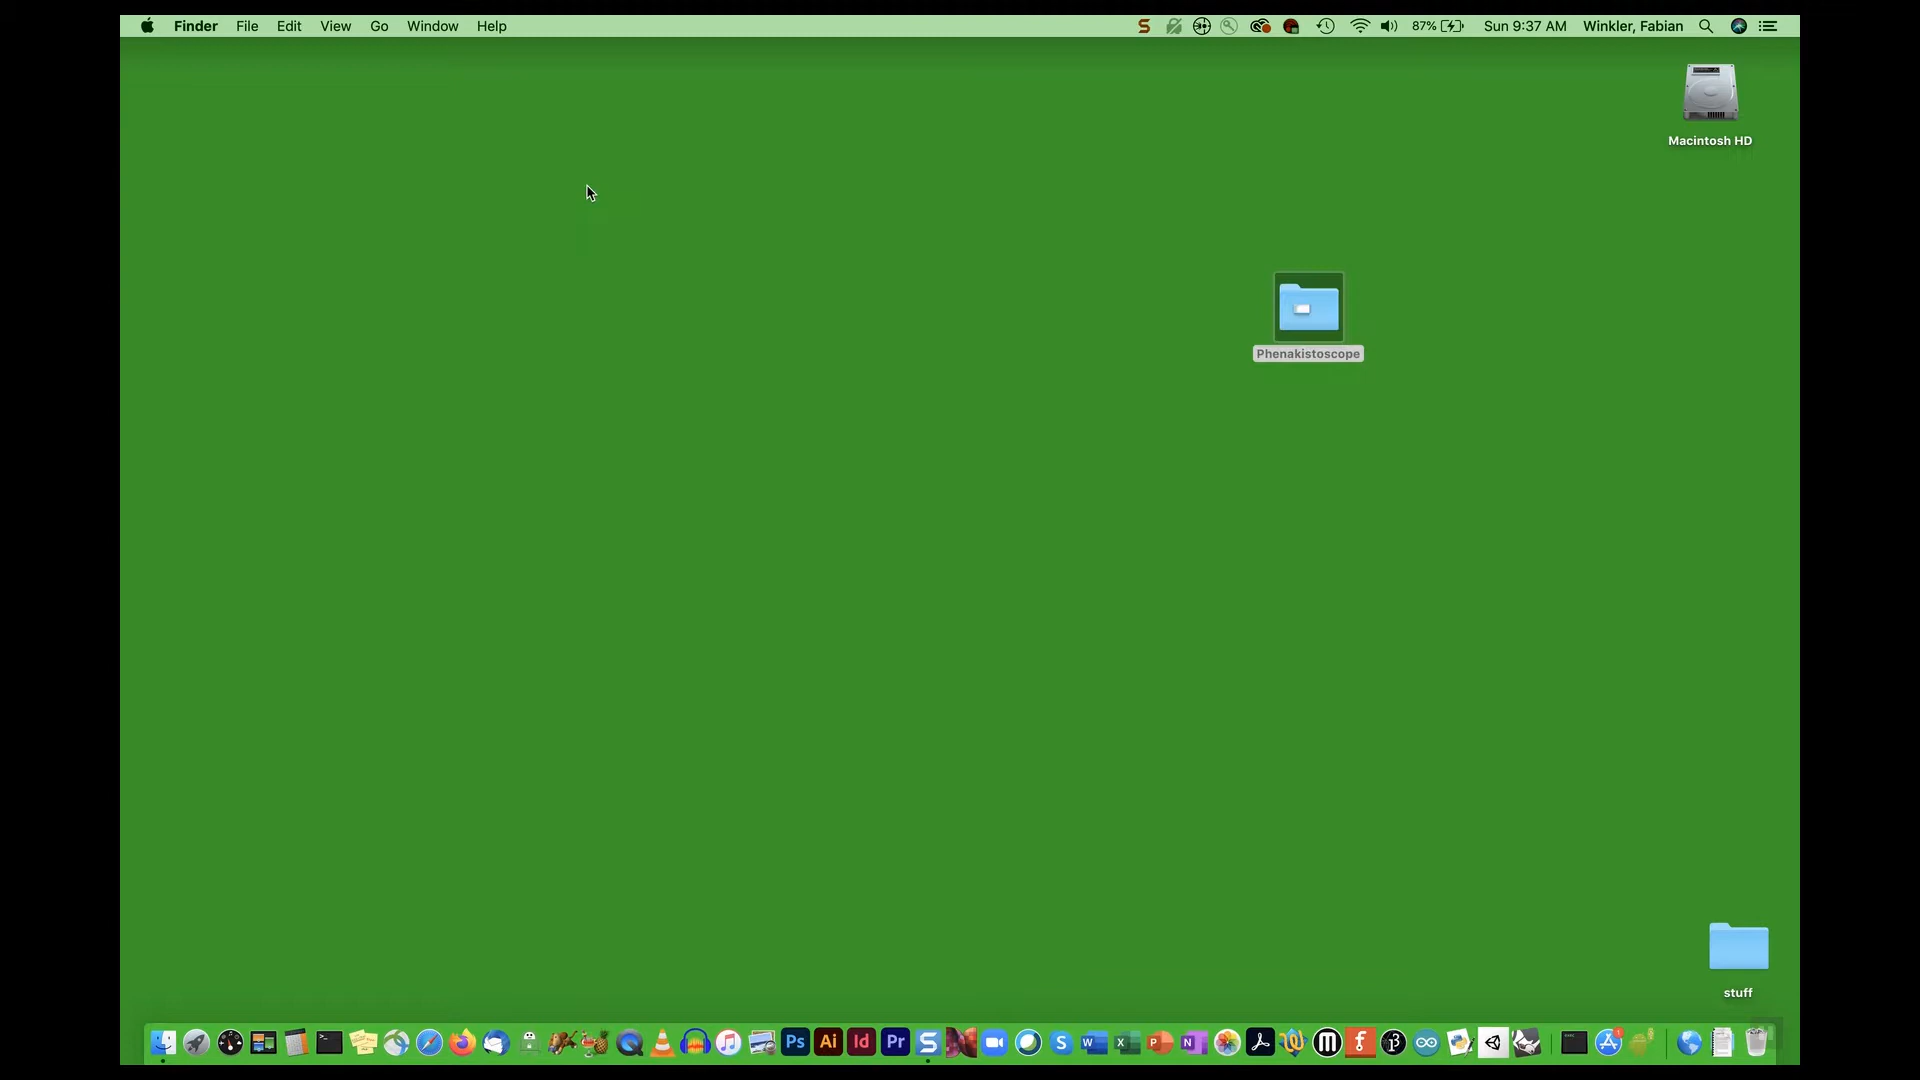 Finder File Edit View Go Window Help 87% Sun 9:37 AM Winkler, Fabian
Macintosh HD
Phenakistoscope
stuff
Ps Ai Id Pr S S W X P N m f β